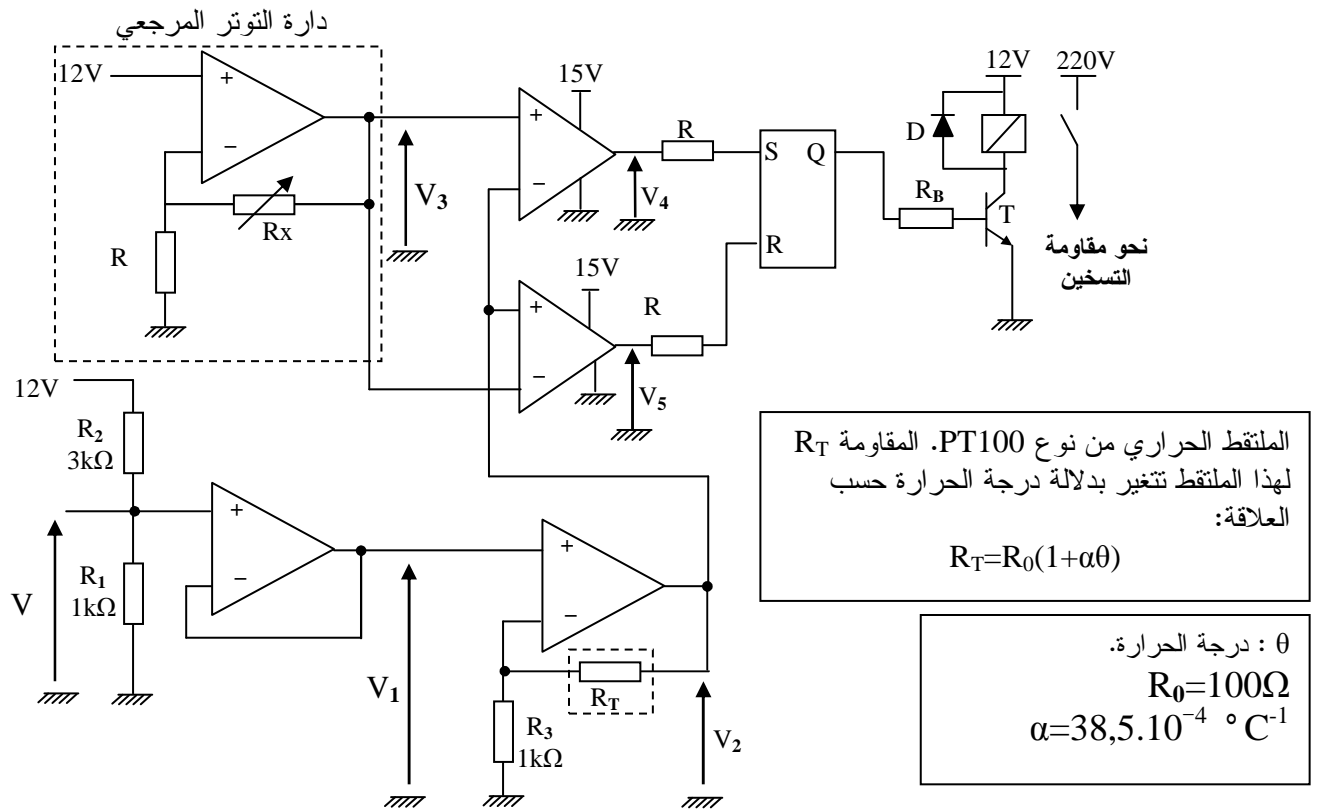 دارة التوتر المرجعي
12V
+
−
Rx
R
V3
15V
+
−
V4
R
S Q
R
RB
D
12V 220V
T
نحو مقاومة
التسخين
15V
+
−
V5
R
12V
R2
3kΩ
R1
1kΩ
V
+
−
V1
+
−
RT
R3
1kΩ
V2
الملتقط الحراري من نوع PT100. المقاومة RT
لهذا الملتقط تتغير بدلالة درجة الحرارة حسب
العلاقة:
RT=R0(1+αθ)
θ : درجة الحرارة.
R0=100Ω
α=38,5.10⁻⁴ °C⁻¹